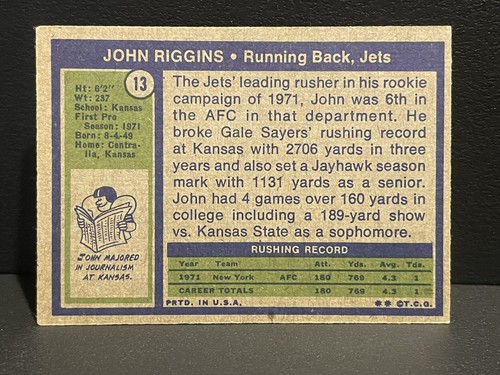 JOHN RIGGINS • Running Back, Jets
13
Ht: 6'2"
Wt: 237
School: Kansas
First Pro
Season: 1971
Born: 8-4-49
Home: Centra-
lia, Kansas
JOHN MAJORED
IN JOURNALISM
AT KANSAS.
The Jets' leading rusher in his rookie
campaign of 1971, John was 6th in
the AFC in that department. He
broke Gale Sayers' rushing record
at Kansas with 2706 yards in three
years and also set a Jayhawk season
mark with 1131 yards as a senior.
John had 4 games over 160 yards in
college including a 189-yard show
vs. Kansas State as a sophomore.
RUSHING RECORD
Year Team Att. Yds. Avg. Tds.
1971 New York AFC 180 769 4.3 1
CAREER TOTALS 180 769 4.3 1
PRTD. IN U.S.A. ** ©T.C.G.